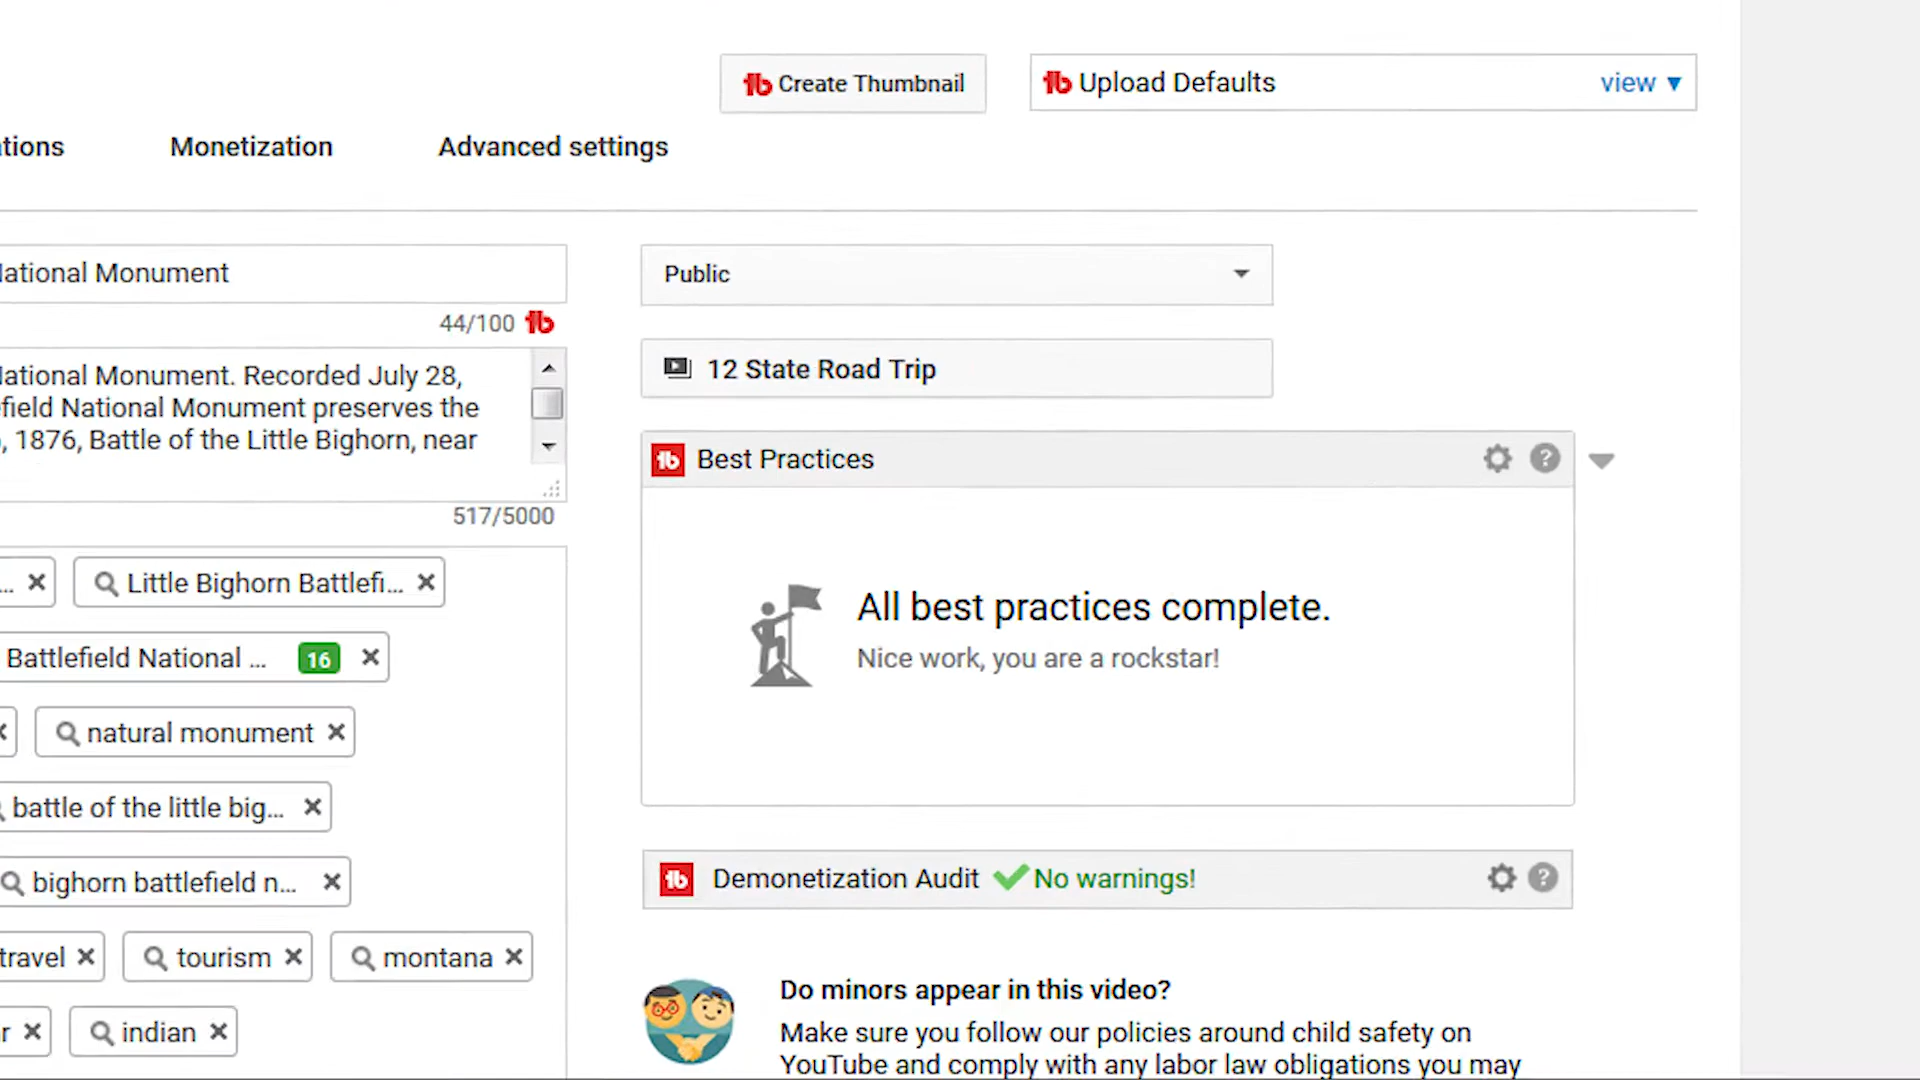 Create Thumbnail
Upload Defaults
view
tions
Monetization
Advanced settings
National Monument
Public
44/100
12 State Road Trip
National Monument. Recorded July 28,
efield National Monument preserves the
, 1876, Battle of the Little Bighorn, near
Best Practices
517/5000
... Little Bighorn Battlefi...
All best practices complete.
Battlefield National ... 16
Nice work, you are a rockstar!
natural monument
battle of the little big...
bighorn battlefield n...
Demonetization Audit No warnings!
travel tourism montana
Do minors appear in this video?
r indian
Make sure you follow our policies around child safety on
YouTube and comply with any labor law obligations you may